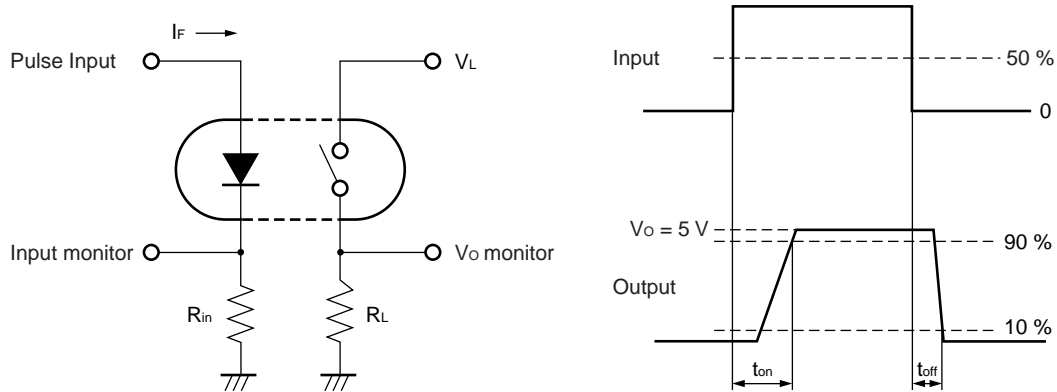 IF
Pulse Input
VL
Input monitor
VO monitor
Rin
RL
Input
50 %
0
VO = 5 V
90 %
Output
10 %
ton
toff